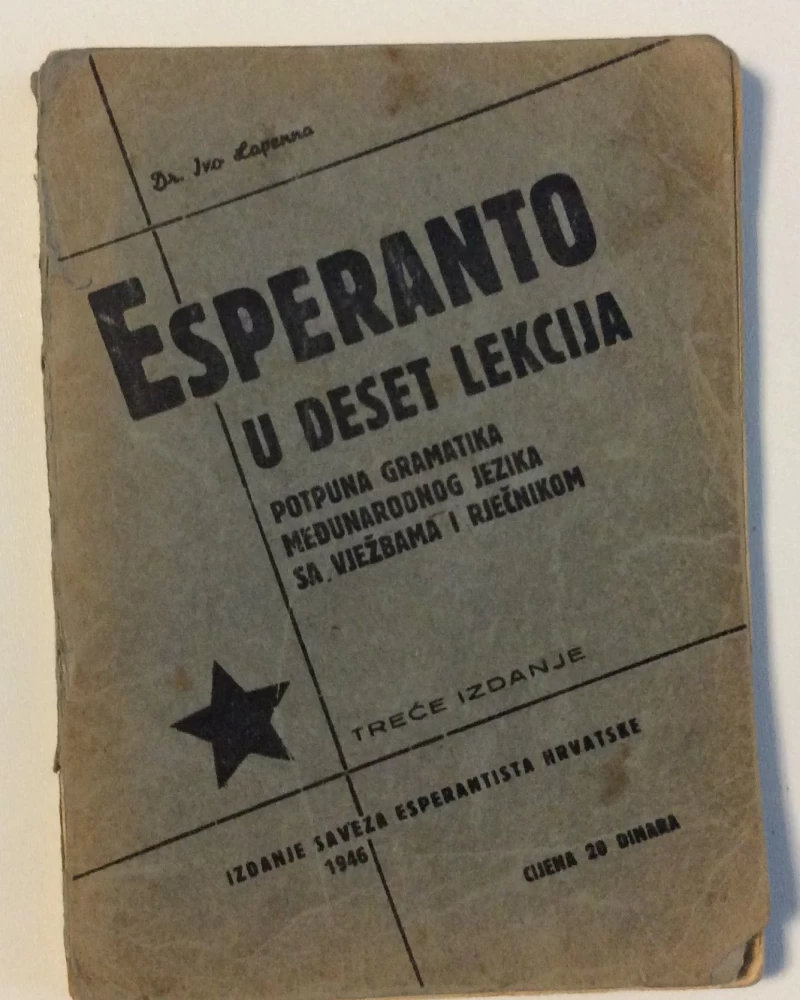 Dr. Ivo Lapenna
ESPERANTO
U DESET LEKCIJA
POTPUNA GRAMATIKA
MEĐUNARODNOG JEZIKA
SA VJEŽBAMA I RJEČNIKOM
TREĆE IZDANJE
IZDANJE SAVEZA ESPERANTISTA HRVATSKE
1946
CIJENA 20 DINARA